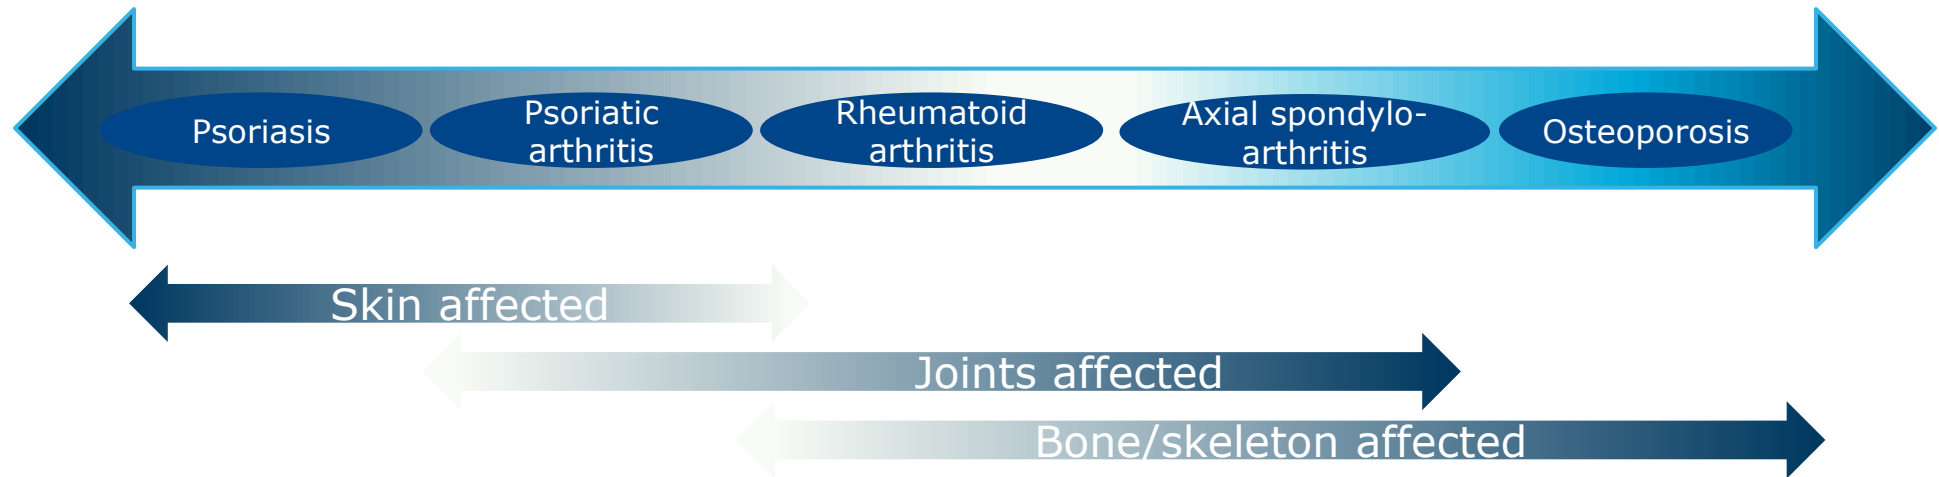 Psoriasis
Psoriatic
arthritis
Rheumatoid
arthritis
Axial spondylo-
arthritis
Osteoporosis
Skin affected
Joints affected
Bone/skeleton affected